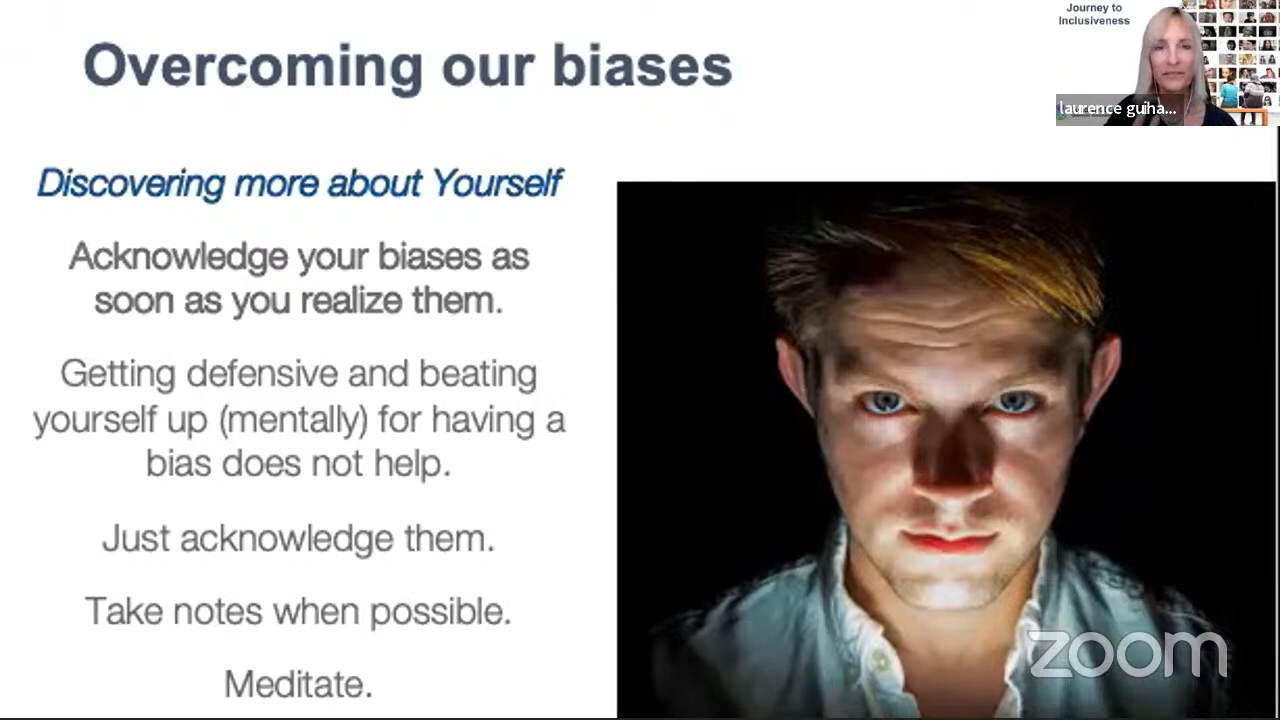 Overcoming our biases
Journey to
Inclusiveness
laurence guiha...
Discovering more about Yourself
Acknowledge your biases as
soon as you realize them.
Getting defensive and beating
yourself up (mentally) for having a
bias does not help.
Just acknowledge them.
Take notes when possible.
Meditate.
zoom